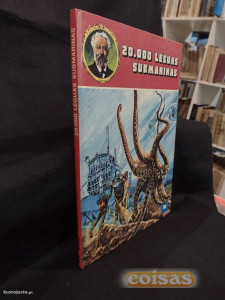 20.000 LEGUAS
SUBMARINAS
20.000 LEGUAS SUBMARINAS
coisas